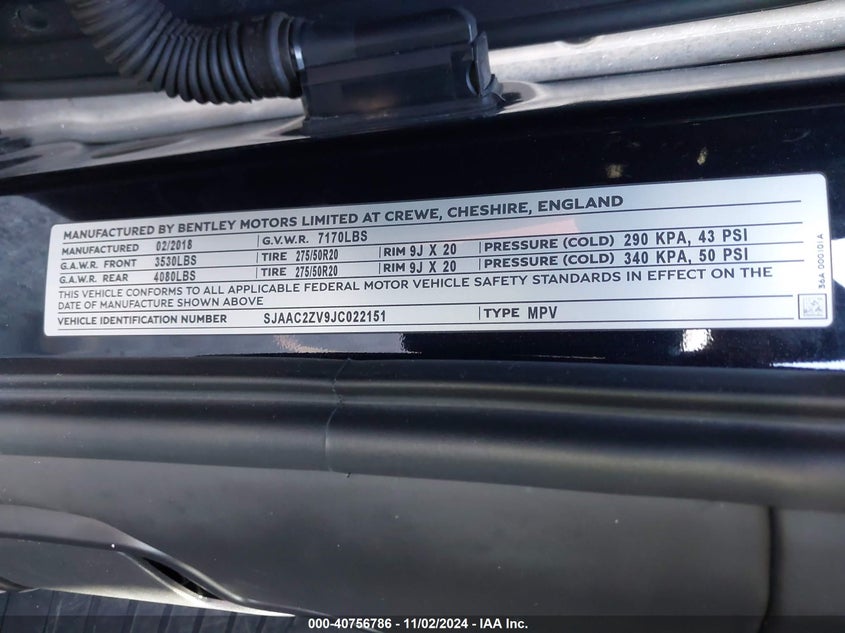 MANUFACTURED BY BENTLEY MOTORS LIMITED AT CREWE, CHESHIRE, ENGLAND
MANUFACTURED 02/2018 G.V.W.R. 7170LBS
G.A.W.R. FRONT 3530LBS TIRE 275/50R20 RIM 9J X 20 PRESSURE (COLD) 290 KPA, 43 PSI
G.A.W.R. REAR 4080LBS TIRE 275/50R20 RIM 9J X 20 PRESSURE (COLD) 340 KPA, 50 PSI
THIS VEHICLE CONFORMS TO ALL APPLICABLE FEDERAL MOTOR VEHICLE SAFETY STANDARDS IN EFFECT ON THE
DATE OF MANUFACTURE SHOWN ABOVE
VEHICLE IDENTIFICATION NUMBER SJAAC2ZV9JC022151 TYPE MPV
36A 000101A
000-40756786 - 11/02/2024 - IAA Inc.